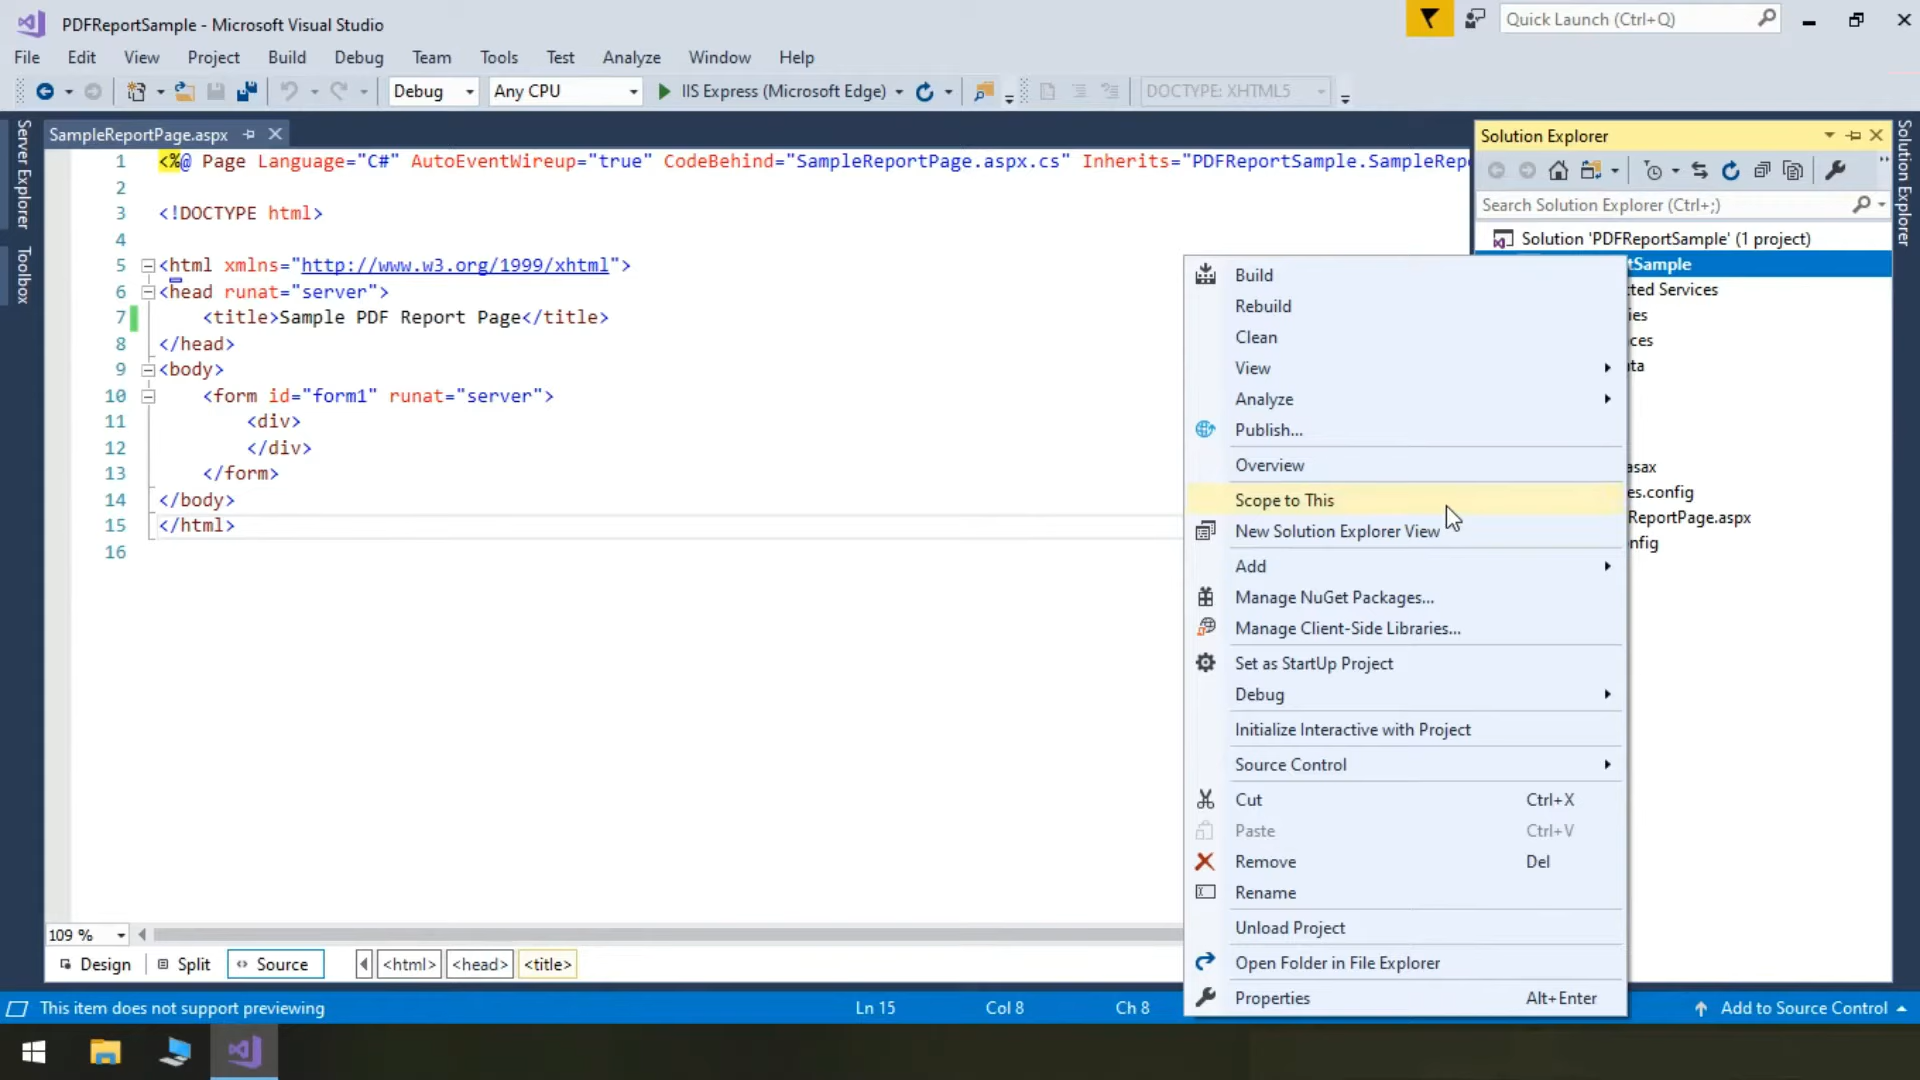 PDFReportSample - Microsoft Visual Studio
Quick Launch (Ctrl+Q)
File Edit View Project Build Debug Team Tools Test Analyze Window Help
Debug Any CPU IIS Express (Microsoft Edge) DOCTYPE: XHTML5
Server Explorer
Toolbox
SampleReportPage.aspx
1 <%@ Page Language="C#" AutoEventWireup="true" CodeBehind="SampleReportPage.aspx.cs" Inherits="PDFReportSample.SampleRepo
2
3 <!DOCTYPE html>
4
5 <html xmlns="http://www.w3.org/1999/xhtml">
6 <head runat="server">
7 <title>Sample PDF Report Page</title>
8 </head>
9 <body>
10 <form id="form1" runat="server">
11 <div>
12 </div>
13 </form>
14 </body>
15 </html>
16
109 %
Design Split Source <html> <head> <title>
Solution Explorer
Search Solution Explorer (Ctrl+;)
Solution 'PDFReportSample' (1 project)
tSample
ted Services
ies
ces
ta
asax
es.config
ReportPage.aspx
nfig
Solution Explorer
Build
Rebuild
Clean
View
Analyze
Publish...
Overview
Scope to This
New Solution Explorer View
Add
Manage NuGet Packages...
Manage Client-Side Libraries...
Set as StartUp Project
Debug
Initialize Interactive with Project
Source Control
Cut Ctrl+X
Paste Ctrl+V
Remove Del
Rename
Unload Project
Open Folder in File Explorer
Properties Alt+Enter
This item does not support previewing Ln 15 Col 8 Ch 8 Add to Source Control